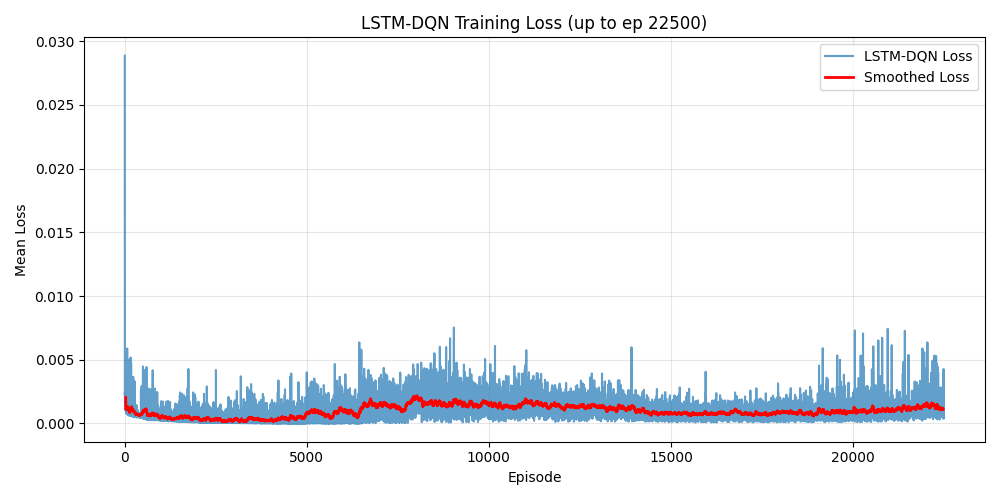 LSTM-DQN Training Loss (up to ep 22500)
LSTM-DQN Loss
Smoothed Loss
Mean Loss
0.030
0.025
0.020
0.015
0.010
0.005
0.000
0 5000 10000 15000 20000
Episode